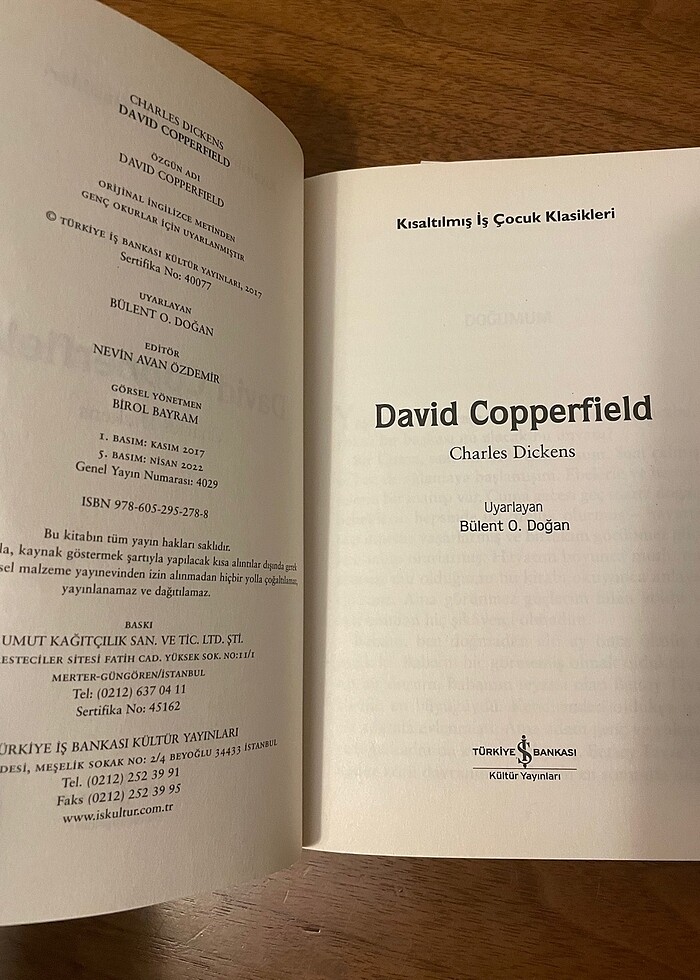 CHARLES DICKENS
DAVID COPPERFIELD
ÖZGÜN ADI
DAVID COPPERFIELD
ORİJİNAL İNGİLİZCE METİNDEN
GENÇ OKURLAR İÇİN UYARLANMIŞTIR
© TÜRKİYE İŞ BANKASI KÜLTÜR YAYINLARI, 2017
Sertifika No: 40077
UYARLAYAN
BÜLENT O. DOĞAN
EDİTÖR
NEVİN AVAN ÖZDEMİR
GÖRSEL YÖNETMEN
BİROL BAYRAM
1. BASIM: KASIM 2017
5. BASIM: NİSAN 2022
Genel Yayın Numarası: 4029
ISBN 978-605-295-278-8
Bu kitabın tüm yayın hakları saklıdır.
kaynak göstermek şartıyla yapılacak kısa alıntılar dışında gerek
malzeme yayınevinden izin alınmadan hiçbir yolla çoğaltılamaz,
yayınlanamaz ve dağıtılamaz.
BASKI
UMUT KAĞITÇILIK SAN. VE TİC. LTD. ŞTİ.
SİTESİ FATİH CAD. YÜKSEK SOK. NO:11/1
MERTER-GÜNGÖREN/İSTANBUL
Tel: (0212) 637 04 11
Sertifika No: 45162
TÜRKİYE İŞ BANKASI KÜLTÜR YAYINLARI
MEŞELİK SOKAK NO: 2/4 BEYOĞLU 34433 İSTANBUL
Tel. (0212) 252 39 91
Faks (0212) 252 39 95
www.iskultur.com.tr
Kısaltılmış İş Çocuk Klasikleri
DOĞUMUM
David Copperfield
Charles Dickens
Uyarlayan
Bülent O. Doğan
TÜRKİYE İŞ BANKASI
Kültür Yayınları